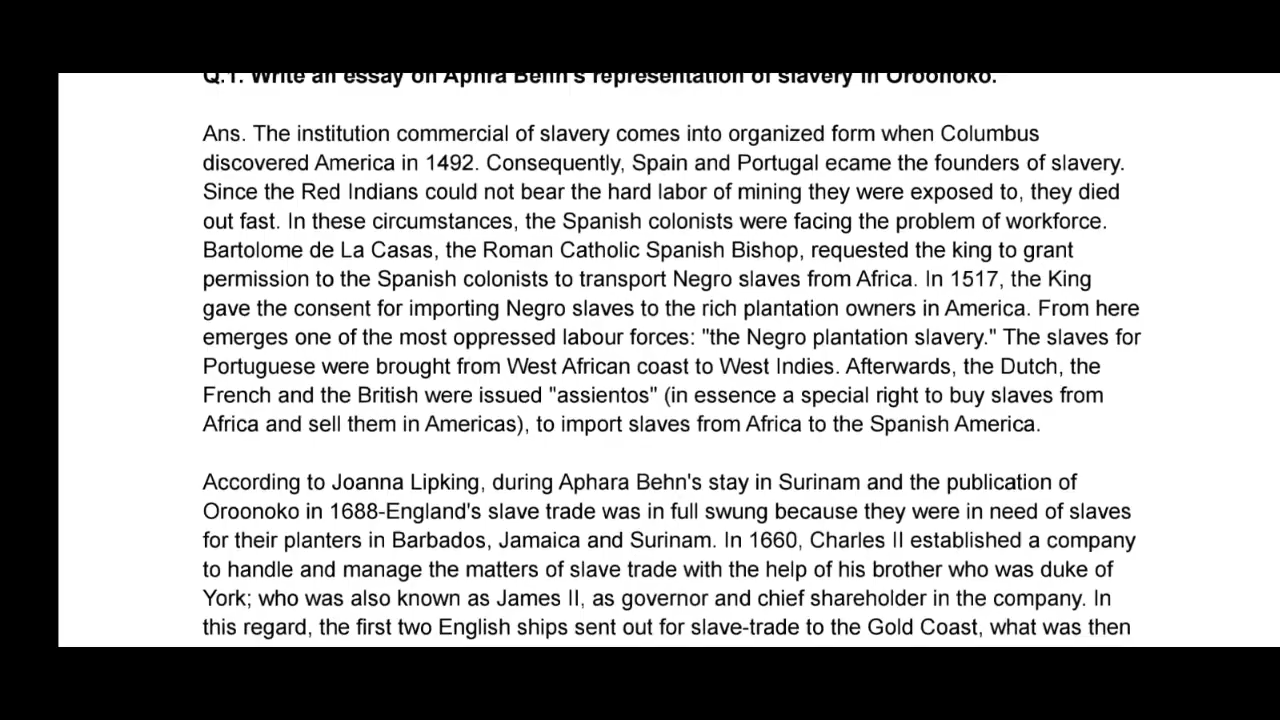 Q.1. Write an essay on Aphra Behn's representation of slavery in Oroonoko.
Ans. The institution commercial of slavery comes into organized form when Columbus
discovered America in 1492. Consequently, Spain and Portugal ecame the founders of slavery.
Since the Red Indians could not bear the hard labor of mining they were exposed to, they died
out fast. In these circumstances, the Spanish colonists were facing the problem of workforce.
Bartolome de La Casas, the Roman Catholic Spanish Bishop, requested the king to grant
permission to the Spanish colonists to transport Negro slaves from Africa. In 1517, the King
gave the consent for importing Negro slaves to the rich plantation owners in America. From here
emerges one of the most oppressed labour forces: "the Negro plantation slavery." The slaves for
Portuguese were brought from West African coast to West Indies. Afterwards, the Dutch, the
French and the British were issued "assientos" (in essence a special right to buy slaves from
Africa and sell them in Americas), to import slaves from Africa to the Spanish America.
According to Joanna Lipking, during Aphara Behn's stay in Surinam and the publication of
Oroonoko in 1688-England's slave trade was in full swung because they were in need of slaves
for their planters in Barbados, Jamaica and Surinam. In 1660, Charles II established a company
to handle and manage the matters of slave trade with the help of his brother who was duke of
York; who was also known as James II, as governor and chief shareholder in the company. In
this regard, the first two English ships sent out for slave-trade to the Gold Coast, what was then